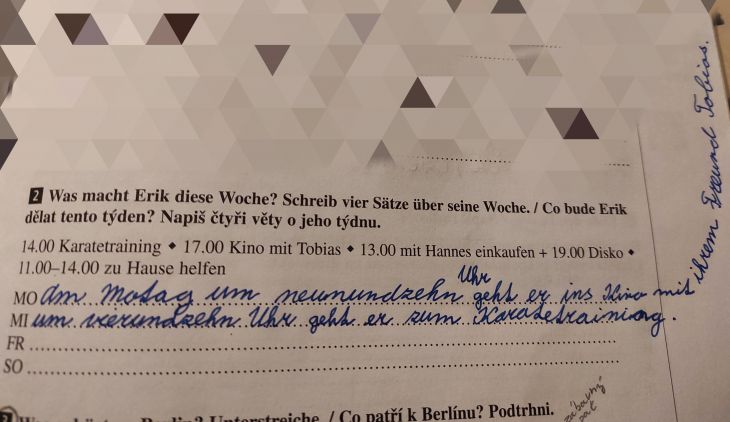 2 Was macht Erik diese Woche? Schreib vier Sätze über seine Woche. / Co bude Erik
dělat tento týden? Napiš čtyři věty o jeho týdnu.
14.00 Karatetraining ◆ 17.00 Kino mit Tobias ◆ 13.00 mit Hannes einkaufen + 19.00 Disko ◆
11.00–14.00 zu Hause helfen
MO Am Motag um neunundzehn Uhr geht er ins Kino mit ihrem Freund Tobias.
MI um vierundzehn Uhr geht er zum Karatetraining.
FR
SO
Berlin? Unterstreiche. / Co patří k Berlínu? Podtrhni.